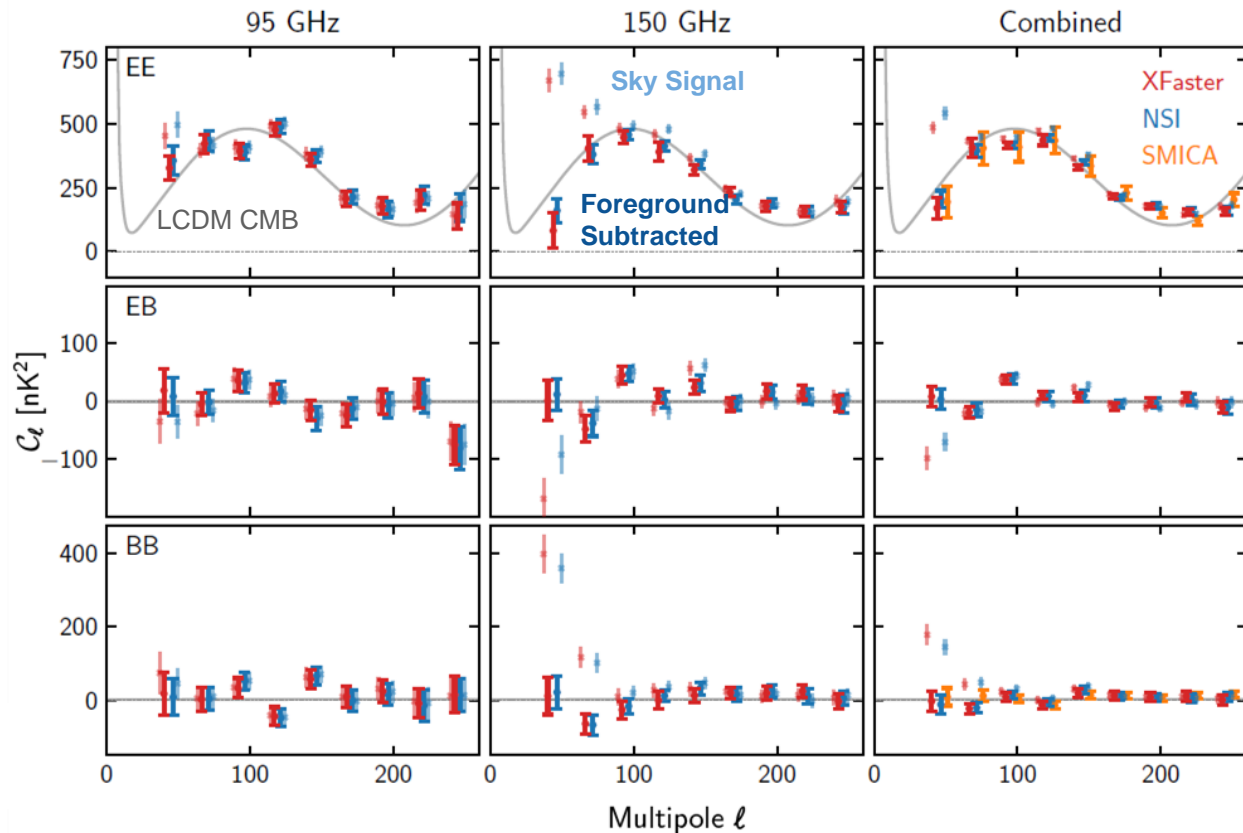 95 GHz
150 GHz
Combined
750
500
250
0
EE
LCDM CMB
Sky Signal
Foreground
Subtracted
XFaster
NSI
SMICA
100
0
−100
EB
Cℓ [nK²]
400
200
0
BB
0
100
200
0
100
200
0
100
200
Multipole ℓ